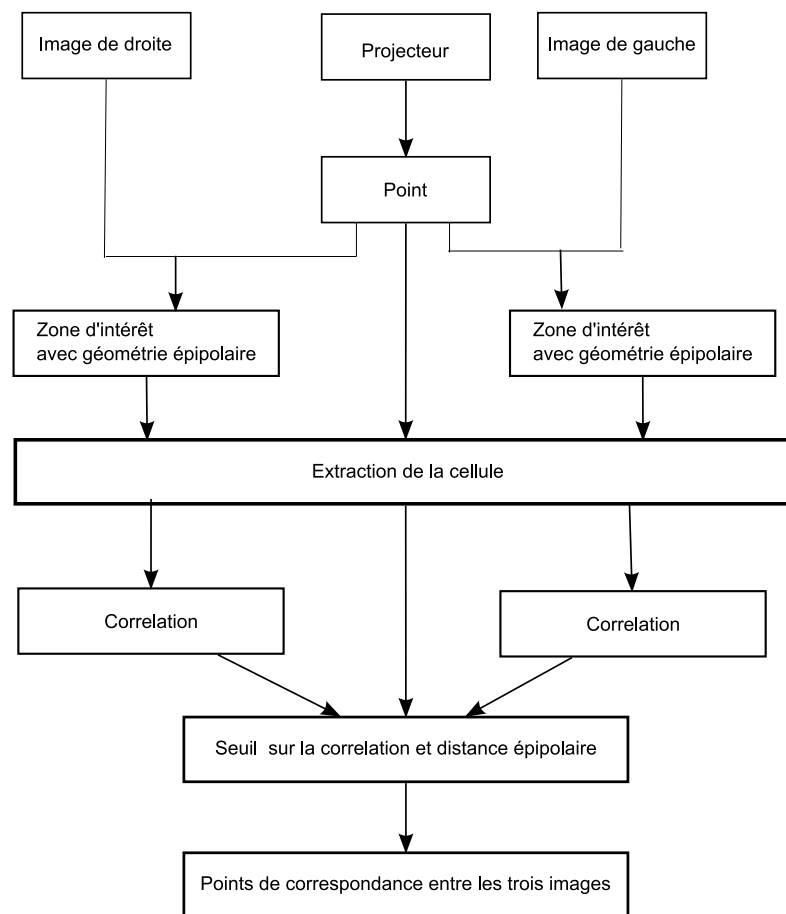 Image de droite
Projecteur
Image de gauche
Point
Zone d'intérêt
avec géométrie épipolaire
Zone d'intérêt
avec géométrie épipolaire
Extraction de la cellule
Correlation
Correlation
Seuil sur la correlation et distance épipolaire
Points de correspondance entre les trois images